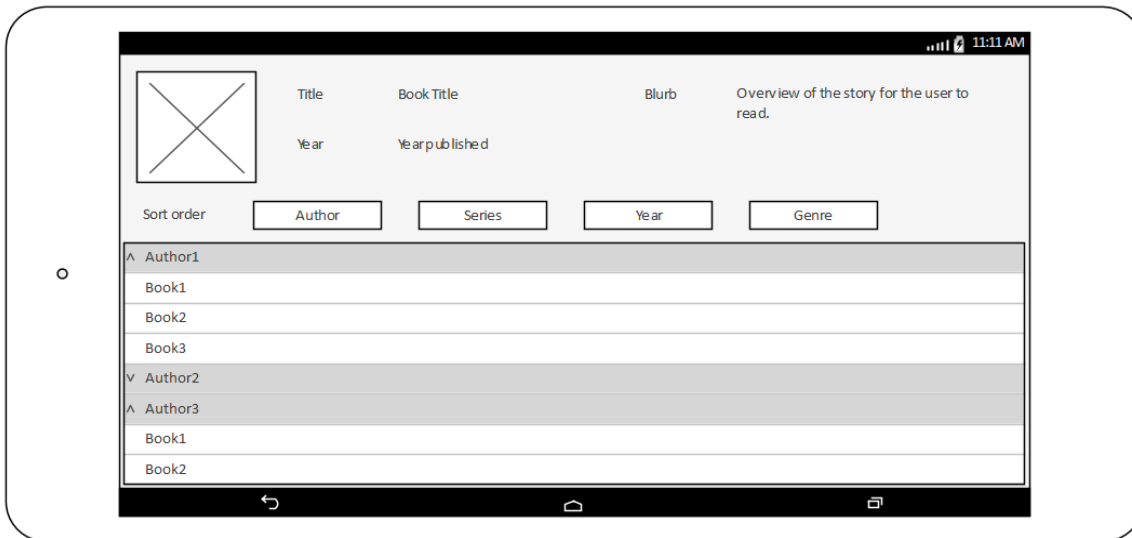 11:11 AM
Title Book Title Blurb Overview of the story for the user to
read.
Year Year published
Sort order Author Series Year Genre
˄ Author1
Book1
Book2
Book3
˅ Author2
˄ Author3
Book1
Book2